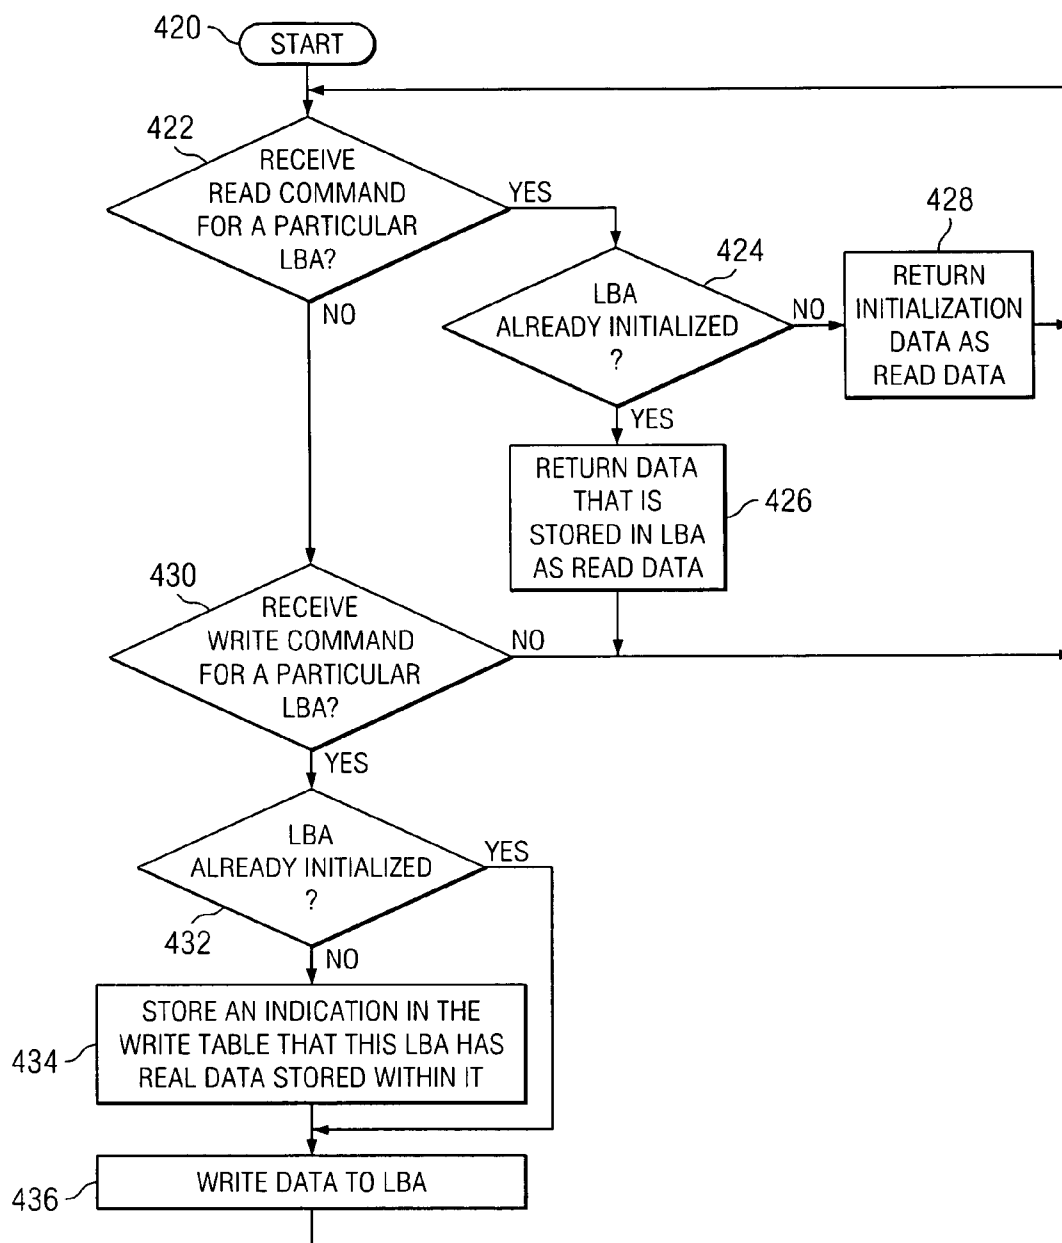 420
START
422
RECEIVE
READ COMMAND
FOR A PARTICULAR
LBA?
YES
NO
424
LBA
ALREADY INITIALIZED
?
NO
YES
428
RETURN
INITIALIZATION
DATA AS
READ DATA
RETURN DATA
THAT IS
STORED IN LBA
AS READ DATA
426
430
RECEIVE
WRITE COMMAND
FOR A PARTICULAR
LBA?
NO
YES
LBA
ALREADY INITIALIZED
?
YES
432
NO
STORE AN INDICATION IN THE
WRITE TABLE THAT THIS LBA HAS
REAL DATA STORED WITHIN IT
434
WRITE DATA TO LBA
436